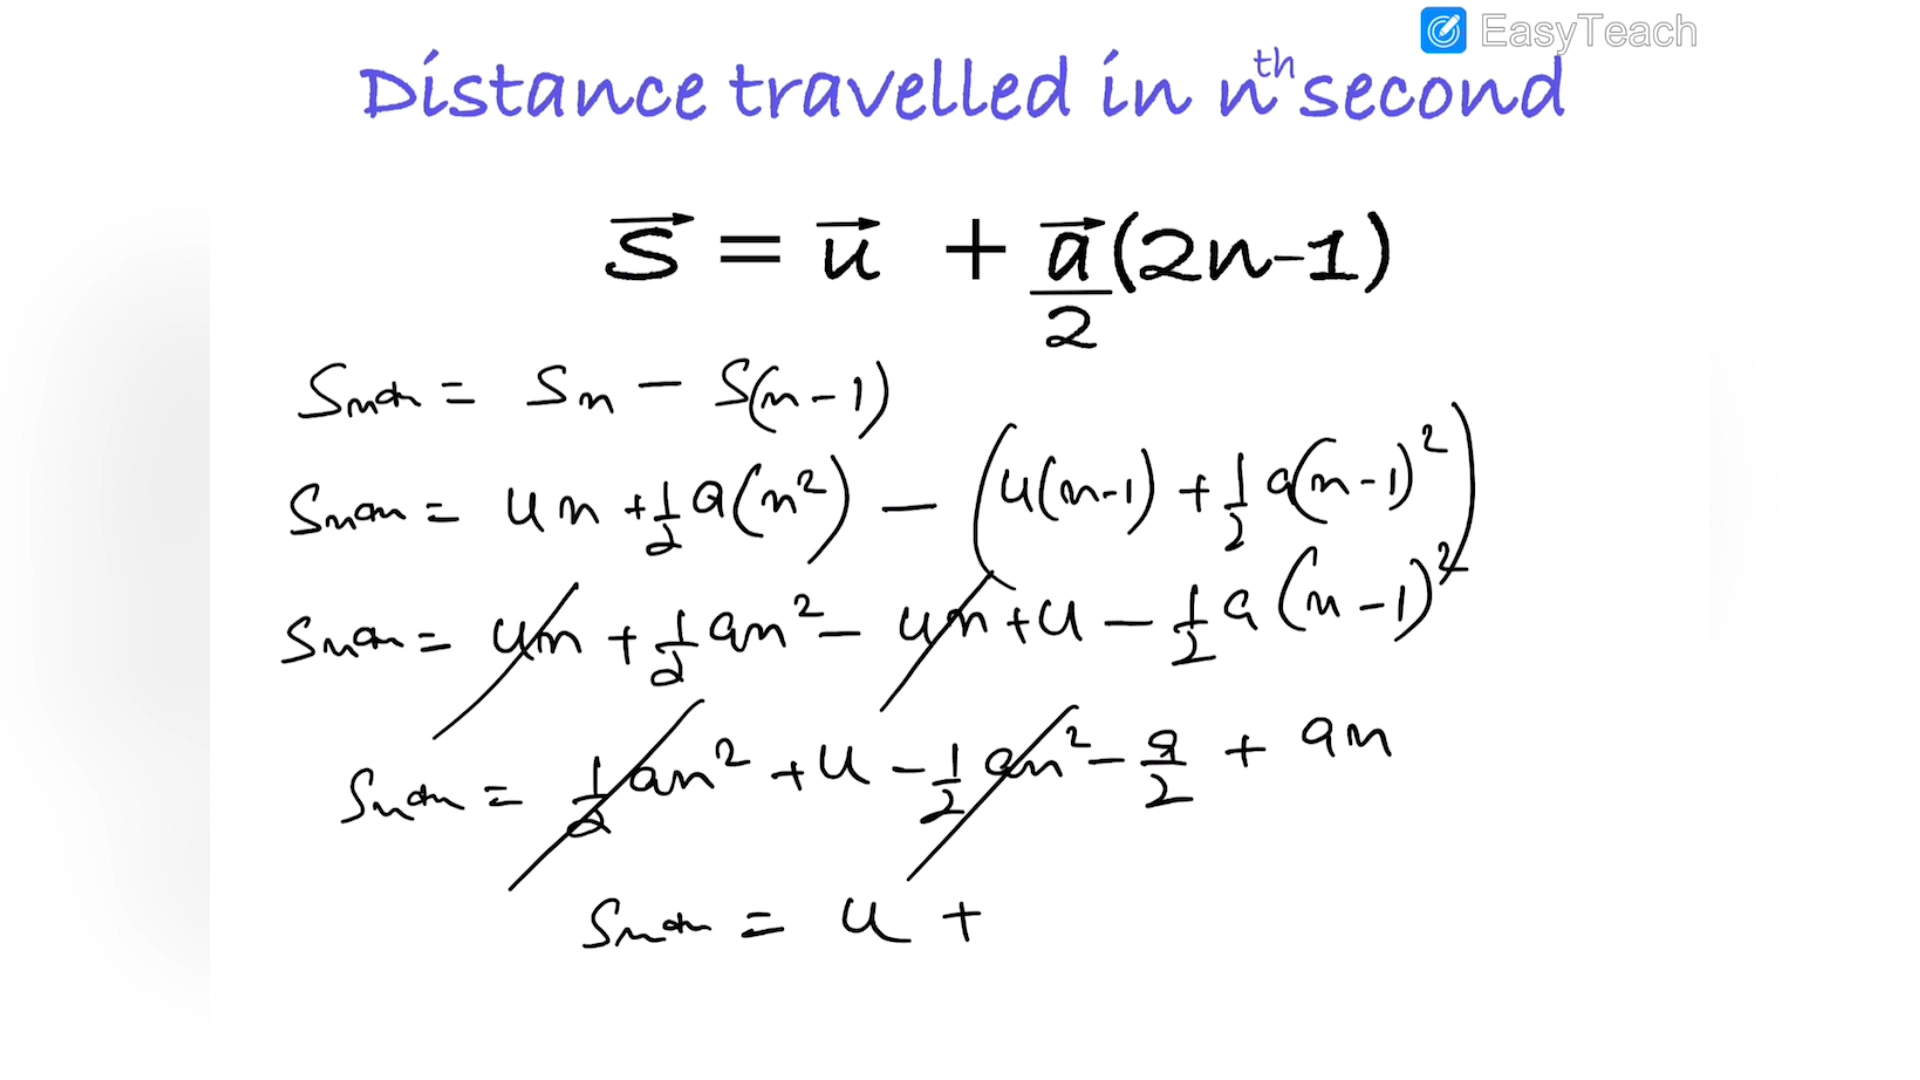 EasyTeach
Distance travelled in nᵗʰ second
s⃗ = u⃗ + a⃗/2 (2n-1)
Snth = Sn - S(n-1)
Snth = un + 1/2 a(n²) - (u(n-1) + 1/2 a(n-1)²)
Snth = un + 1/2 an² - un + u - 1/2 a(n-1)²
Snth = 1/2 an² + u - 1/2 an² - a/2 + an
Snth = u +